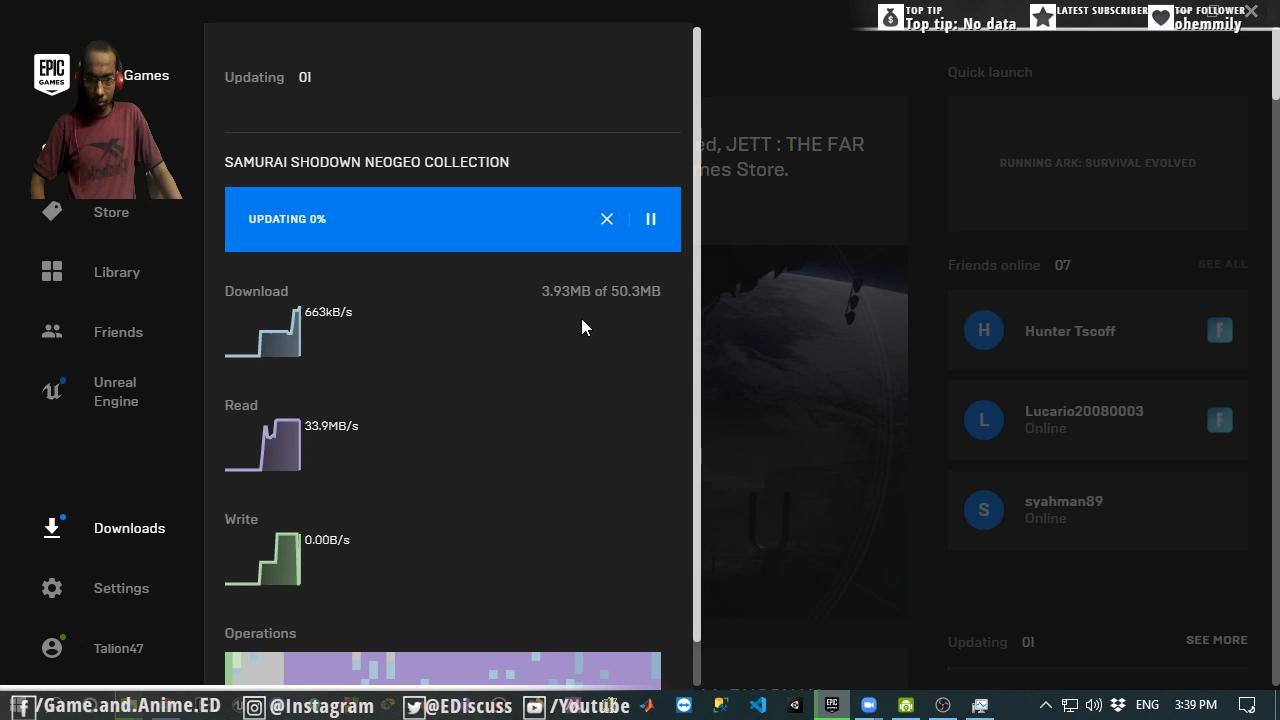 TOP TIP
Top tip: No data
LATEST SUBSCRIBER
TOP FOLLOWER
ohemmily
EPIC
GAMES
Games
Store
Library
Friends
Unreal
Engine
Downloads
Settings
Talion47
Updating 01
SAMURAI SHODOWN NEOGEO COLLECTION
UPDATING 0%
Download 3.93MB of 50.3MB
663kB/s
Read
33.9MB/s
Write
0.00B/s
Operations
ed, JETT : THE FAR
mes Store.
Quick launch
RUNNING ARK: SURVIVAL EVOLVED
Friends online 07 SEE ALL
H Hunter Tscoff F
L Lucario20080003
Online F
S syahman89
Online
Updating 01 SEE MORE
/Game.and.Anime.ED @Instagram @EDiscuss /Youtube
ENG 3:39 PM